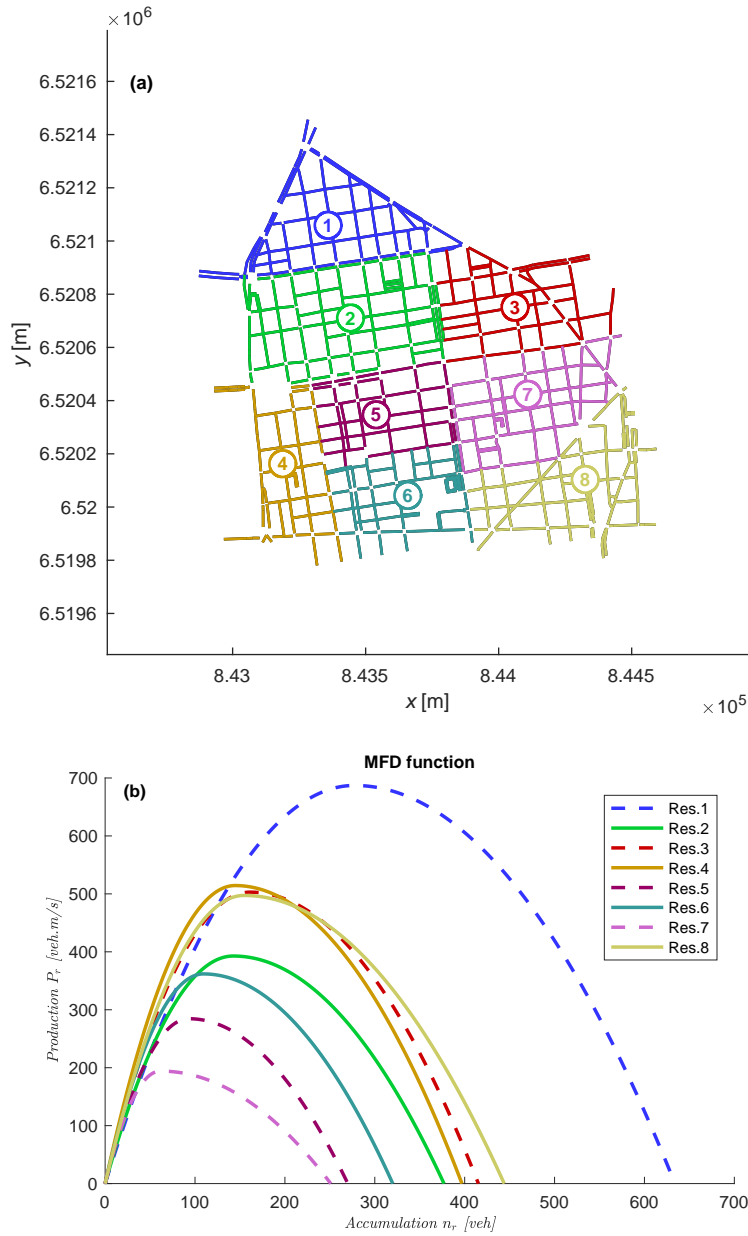 × 10⁶
(a)
6.5216
6.5214
6.5212
6.521
6.5208
6.5206
6.5204
6.5202
6.52
6.5198
6.5196
y [m]
1
2
3
4
5
6
7
8
8.43 8.435 8.44 8.445
x [m]
× 10⁵
MFD function
(b)
700
600
500
400
300
200
100
0
Production P_r [veh.m/s]
Res.1
Res.2
Res.3
Res.4
Res.5
Res.6
Res.7
Res.8
0 100 200 300 400 500 600 700
Accumulation n_r [veh]